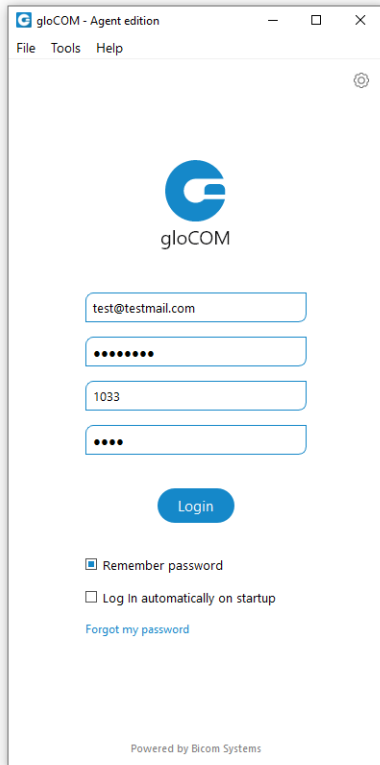 gloCOM - Agent edition
File Tools Help
gloCOM
test@testmail.com
●●●●●●●●
1033
●●●●
Login
Remember password
Log In automatically on startup
Forgot my password
Powered by Bicom Systems